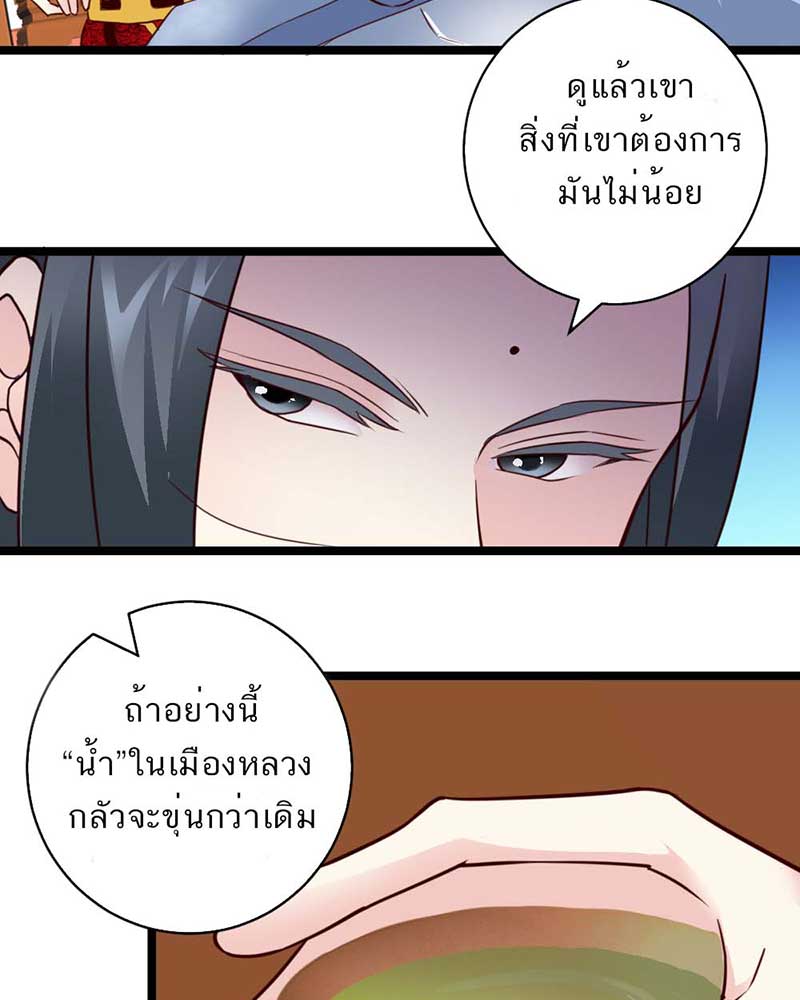 ดูแล้วเขา
สิ่งที่เขาต้องการ
มันไม่น้อย
ถ้าอย่างนี้
“น้ำ”ในเมืองหลวง
กลัวจะขุ่นกว่าเดิม